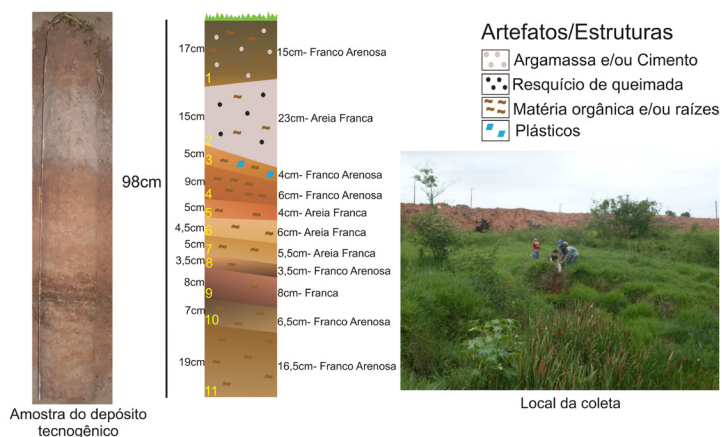 Amostra do depósito
tecnogênico
98cm
17cm
15cm
5cm
9cm
5cm
4,5cm
5cm
3,5cm
8cm
7cm
19cm
1
2
3
4
5
6
7
8
9
10
11
15cm- Franco Arenosa
23cm- Areia Franca
4cm- Franco Arenosa
6cm- Franco Arenosa
4cm- Areia Franca
6cm- Areia Franca
5,5cm- Areia Franca
3,5cm- Franco Arenosa
8cm- Franca
6,5cm- Franco Arenosa
16,5cm- Franco Arenosa
Artefatos/Estruturas
Argamassa e/ou Cimento
Resquício de queimada
Matéria orgânica e/ou raízes
Plásticos
Local da coleta